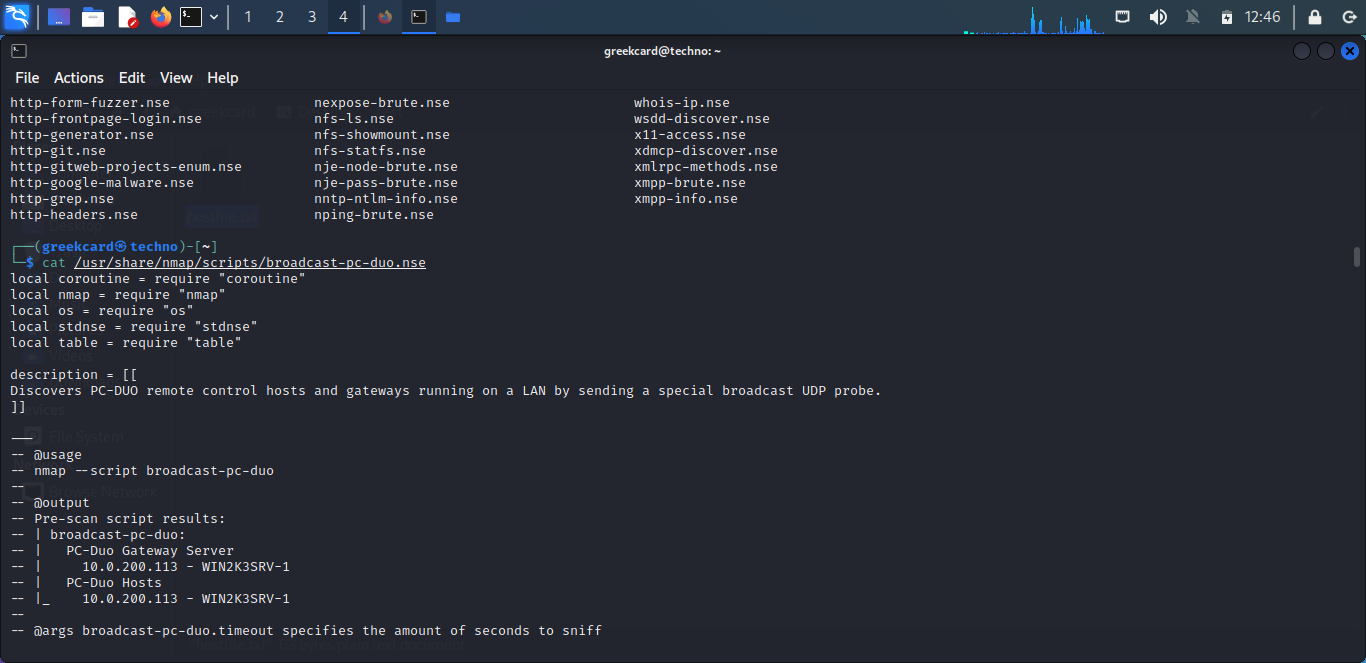 1 2 3 4 12:46
greekcard@techno: ~
File Actions Edit View Help
http-form-fuzzer.nse nexpose-brute.nse whois-ip.nse
http-frontpage-login.nse nfs-ls.nse wsdd-discover.nse
http-generator.nse nfs-showmount.nse x11-access.nse
http-git.nse nfs-statfs.nse xdmcp-discover.nse
http-gitweb-projects-enum.nse nje-node-brute.nse xmlrpc-methods.nse
http-google-malware.nse nje-pass-brute.nse xmpp-brute.nse
http-grep.nse nntp-ntlm-info.nse xmpp-info.nse
http-headers.nse nping-brute.nse
┌──(greekcard㉿techno)-[~]
└─$ cat /usr/share/nmap/scripts/broadcast-pc-duo.nse
local coroutine = require "coroutine"
local nmap = require "nmap"
local os = require "os"
local stdnse = require "stdnse"
local table = require "table"
description = [[
Discovers PC-DUO remote control hosts and gateways running on a LAN by sending a special broadcast UDP probe.
]]
---
-- @usage
-- nmap --script broadcast-pc-duo
--
-- @output
-- Pre-scan script results:
-- | broadcast-pc-duo:
-- |   PC-Duo Gateway Server
-- |     10.0.200.113 - WIN2K3SRV-1
-- |   PC-Duo Hosts
-- |_    10.0.200.113 - WIN2K3SRV-1
--
-- @args broadcast-pc-duo.timeout specifies the amount of seconds to sniff